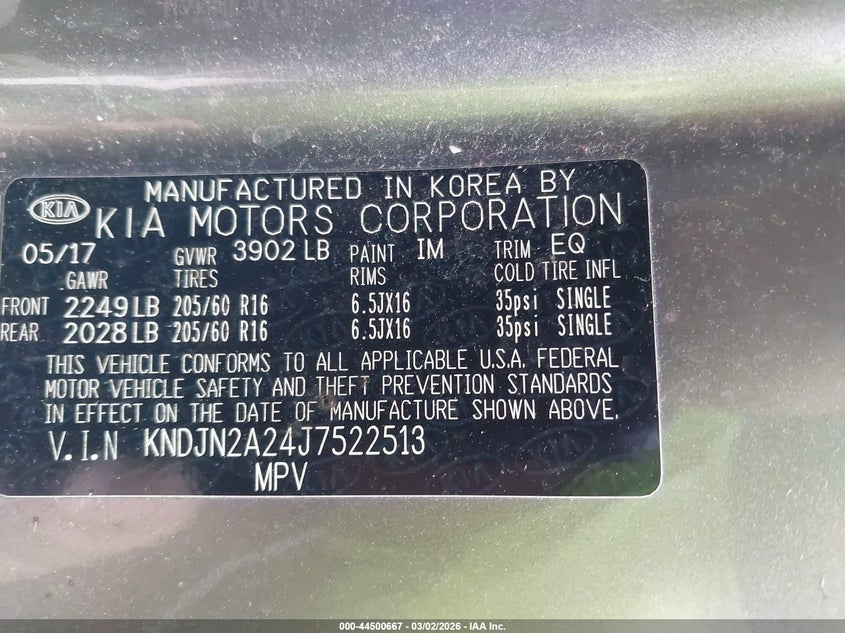 MANUFACTURED IN KOREA BY
KIA KIA MOTORS CORPORATION
05/17 GVWR 3902 LB PAINT IM TRIM EQ
GAWR TIRES RIMS COLD TIRE INFL
FRONT 2249 LB 205/60 R16 6.5JX16 35psi SINGLE
REAR 2028 LB 205/60 R16 6.5JX16 35psi SINGLE
THIS VEHICLE CONFORMS TO ALL APPLICABLE U.S.A. FEDERAL
MOTOR VEHICLE SAFETY AND THEFT PREVENTION STANDARDS
IN EFFECT ON THE DATE OF MANUFACTURE SHOWN ABOVE.
V.I.N KNDJN2A24J7522513
MPV
000-44500667 - 03/02/2026 - IAA Inc.